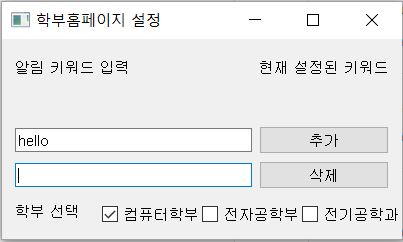 학부홈페이지 설정
알림 키워드 입력 현재 설정된 키워드
hello 추가
삭제
학부 선택 컴퓨터학부 전자공학부 전기공학과